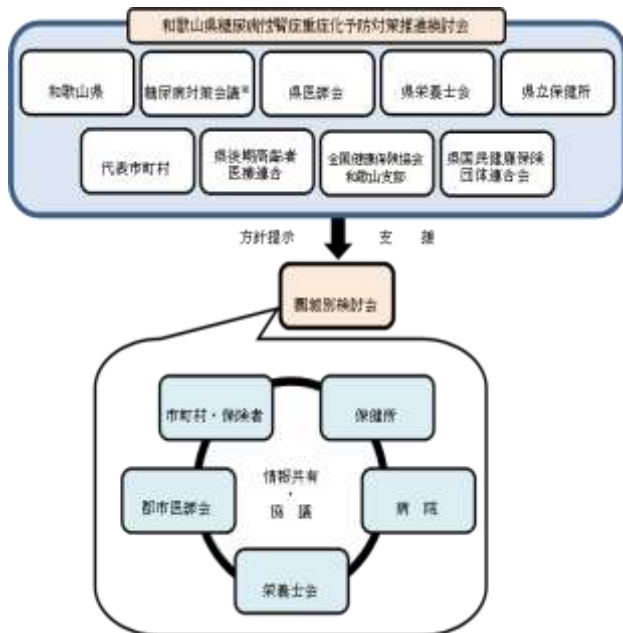 和歌山県糖尿病性腎症重症化予防対策推進検討会
和歌山県
糖尿病対策会議※
県医師会
県栄養士会
県立保健所
代表市町村
県後期高齢者
医療連合
全国健康保険協会
和歌山支部
県国民健康保険
団体連合会
方針提示
支　援
圏域別検討会
市町村・保険者
保健所
情報共有
・
協　議
郡市医師会
病　院
栄養士会